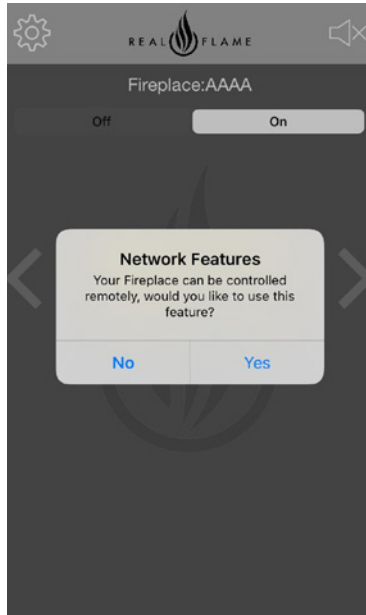 REAL FLAME
Fireplace:AAAA
Off On
Network Features
Your Fireplace can be controlled
remotely, would you like to use this
feature?
No Yes